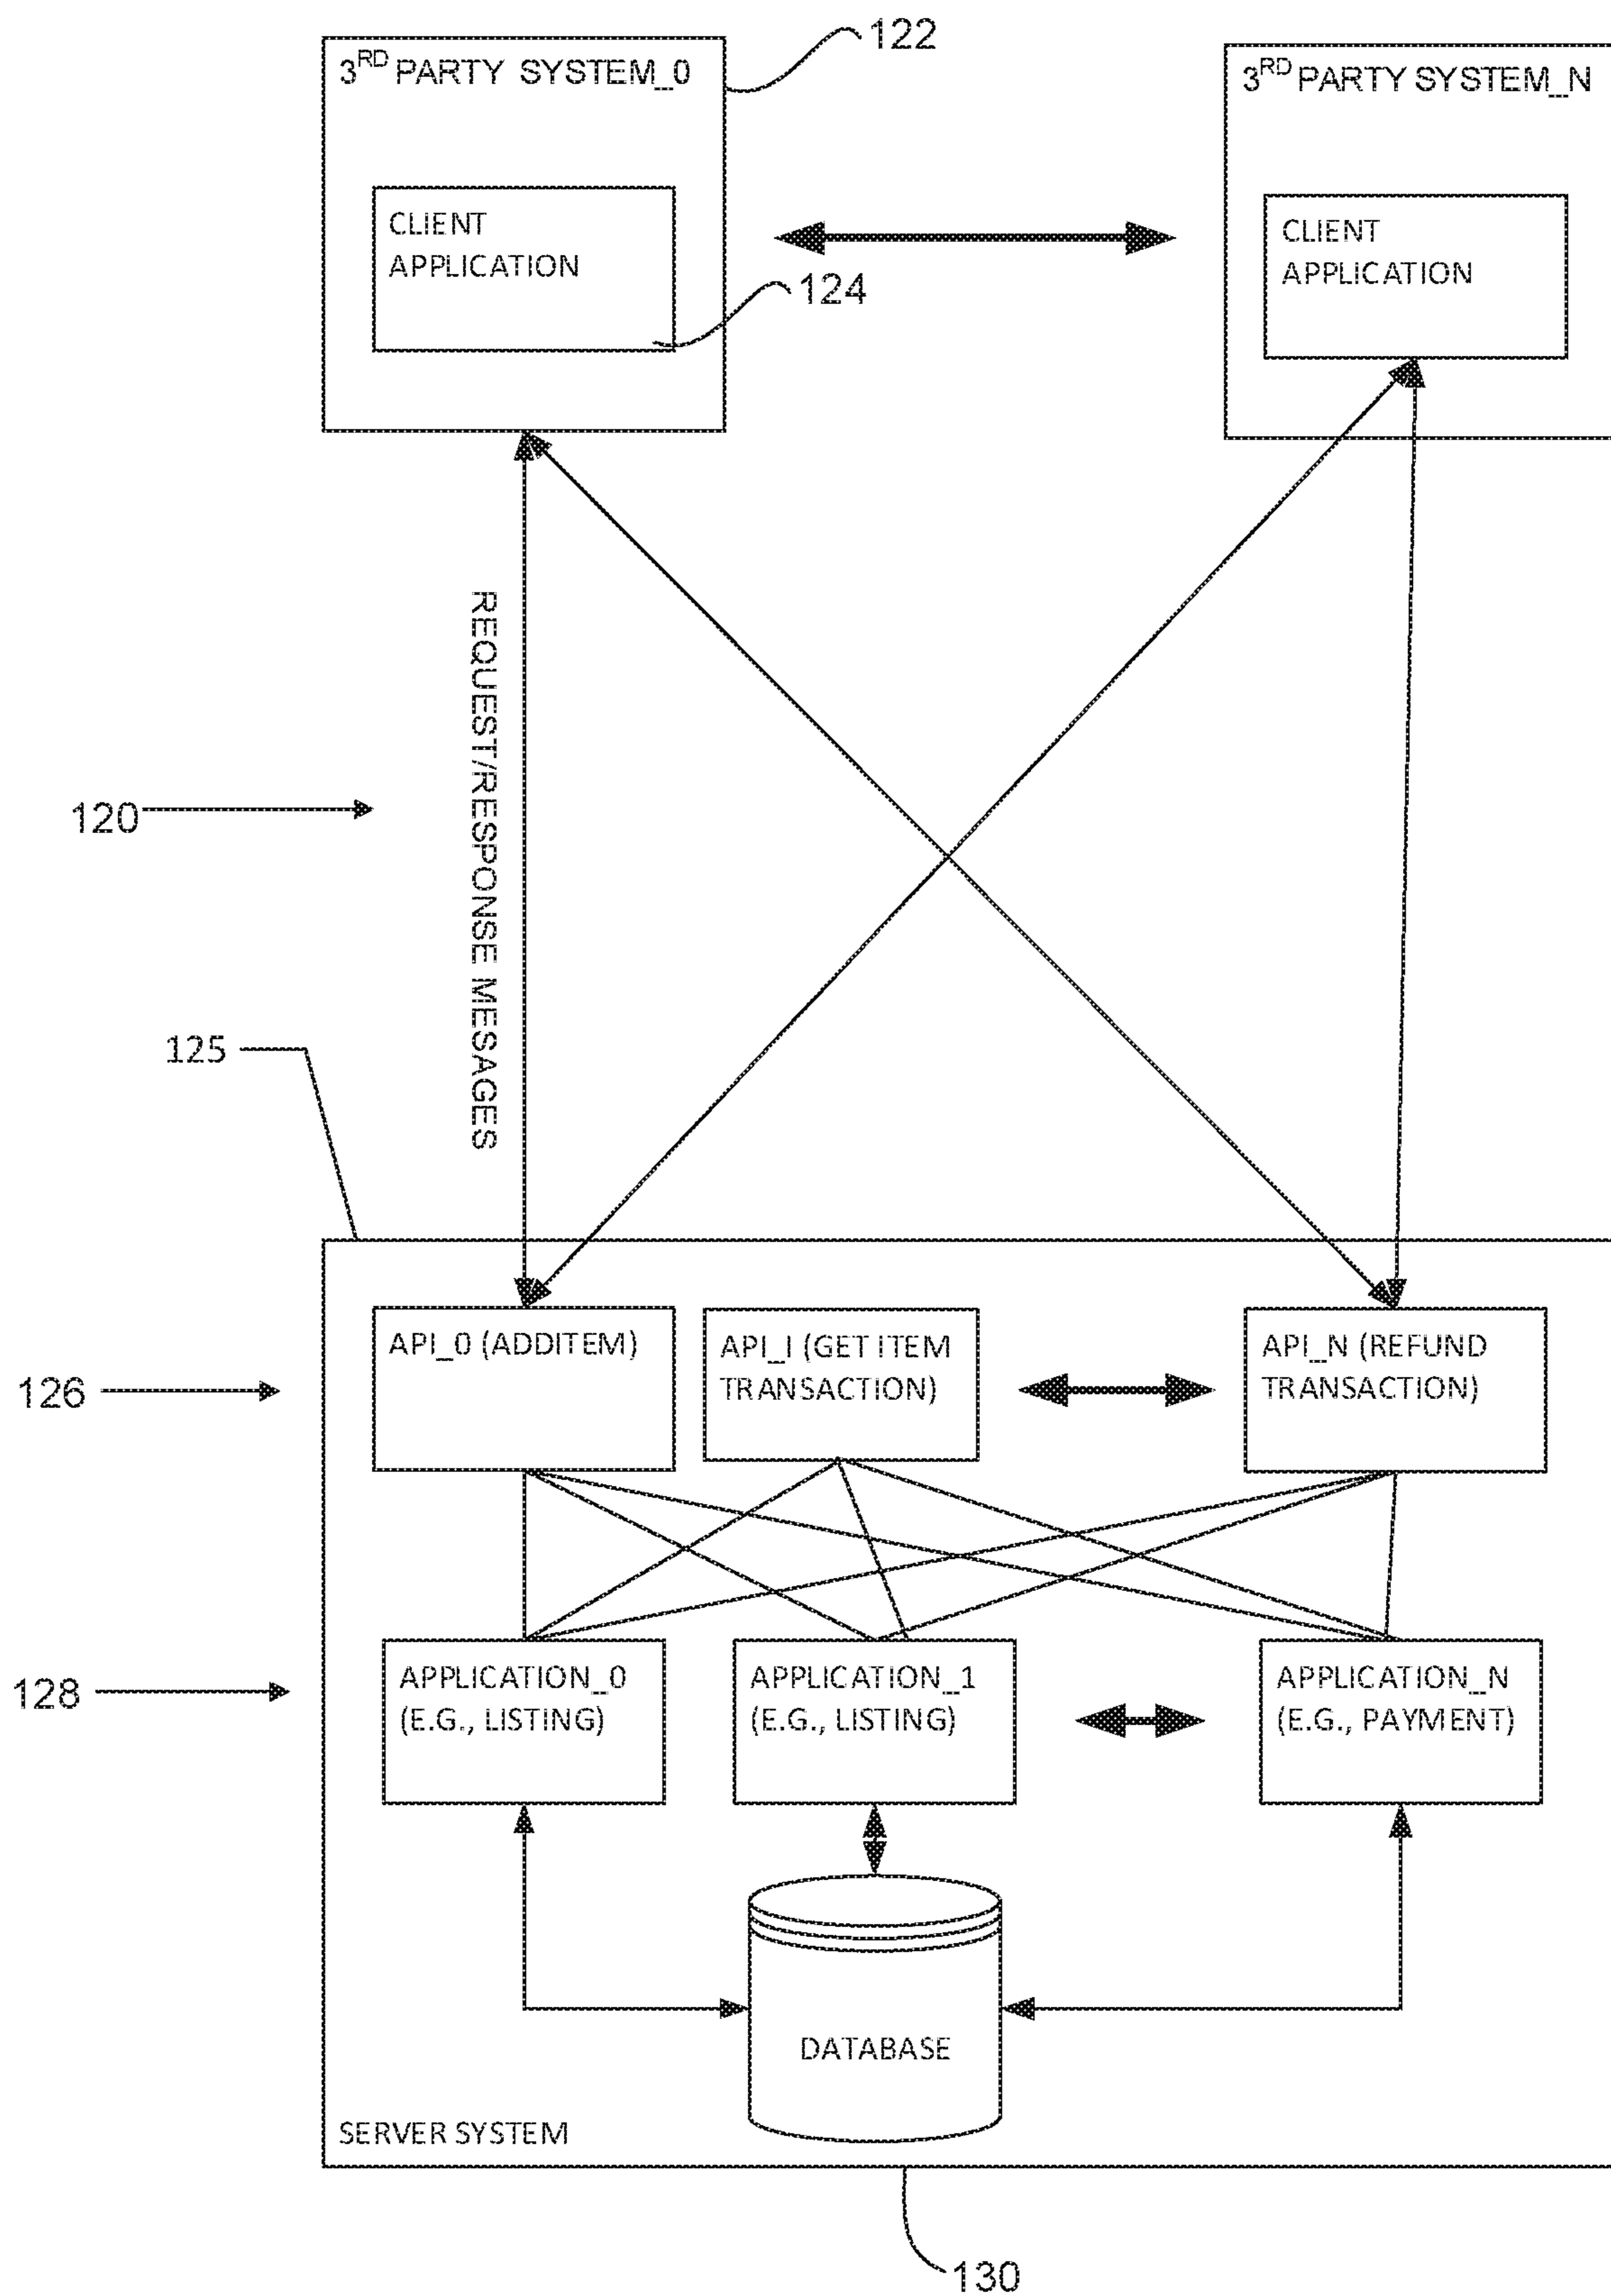 122
3RD PARTY SYSTEM_0
3RD PARTY SYSTEM_N
CLIENT
APPLICATION
124
CLIENT
APPLICATION
REQUEST/RESPONSE MESAGES
120
125
API_0 (ADDITEM)
API_I (GET ITEM
TRANSACTION)
API_N (REFUND
TRANSACTION)
126
APPLICATION_0
(E.G., LISTING)
APPLICATION_1
(E.G., LISTING)
APPLICATION_N
(E.G., PAYMENT)
128
DATABASE
SERVER SYSTEM
130